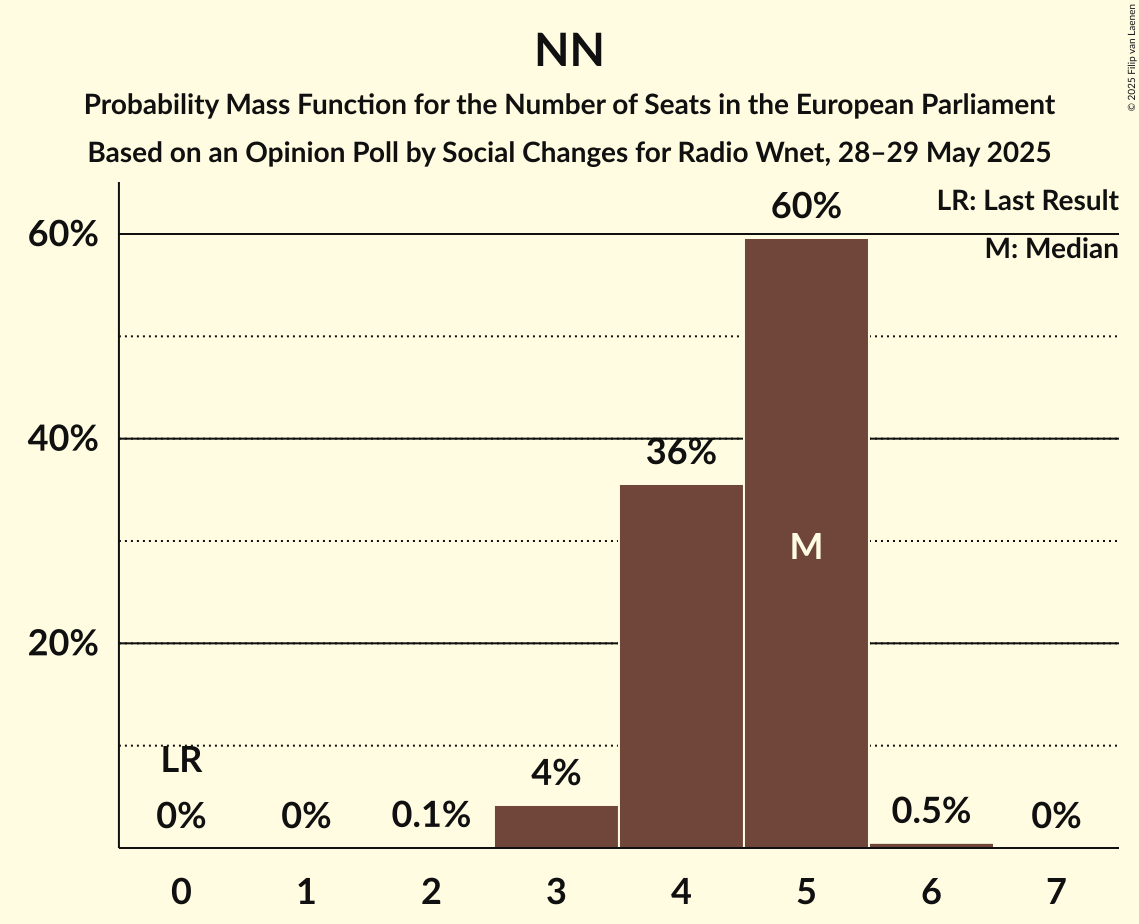 NN
Probability Mass Function for the Number of Seats in the European Parliament
Based on an Opinion Poll by Social Changes for Radio Wnet, 28–29 May 2025
© 2025 Filip van Laenen
LR: Last Result
M: Median
60%
40%
20%
LR
0%
0%
0.1%
4%
36%
60%
M
0.5%
0%
0 1 2 3 4 5 6 7